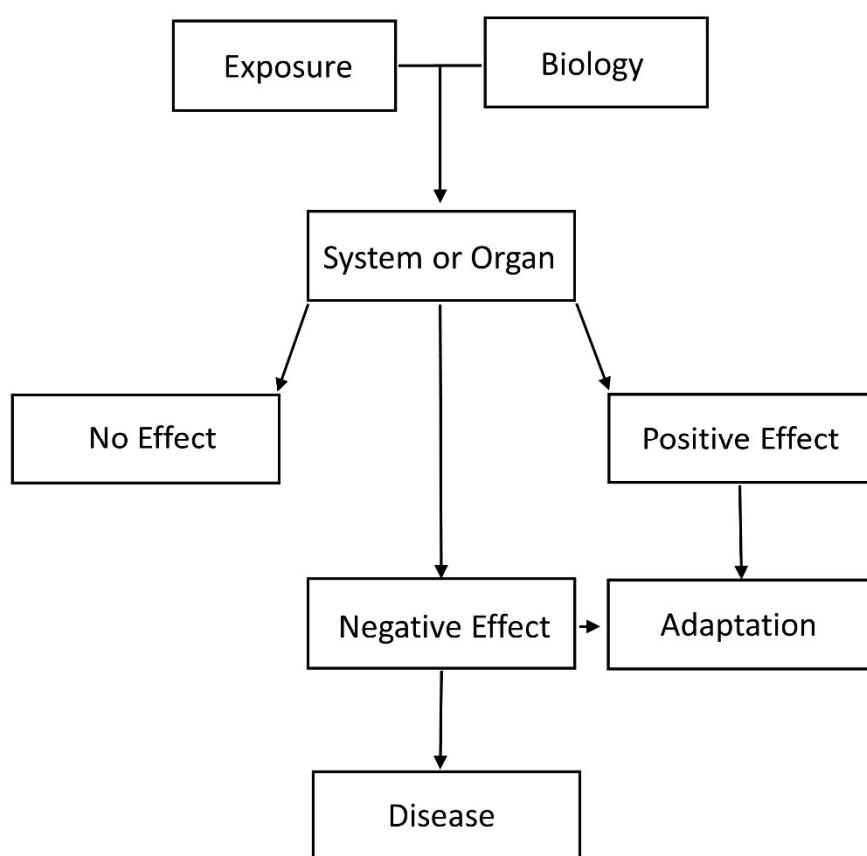 Exposure
Biology
System or Organ
No Effect
Positive Effect
Negative Effect
Adaptation
Disease